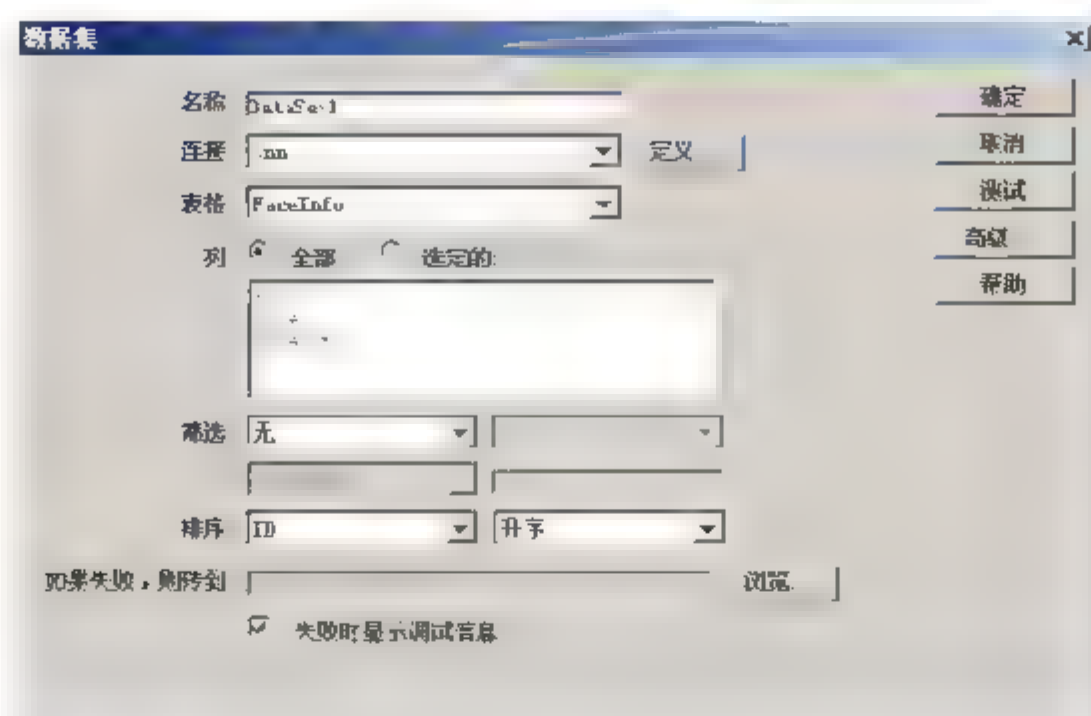 数据集
名称 DataSet1 确定
连接 定义 取消
表格 FaceInfo 测试
列 全部 选定的: 高级
帮助
筛选 无
排序 ID 升序
如果失败，则转到 浏览.
失败时显示调试信息